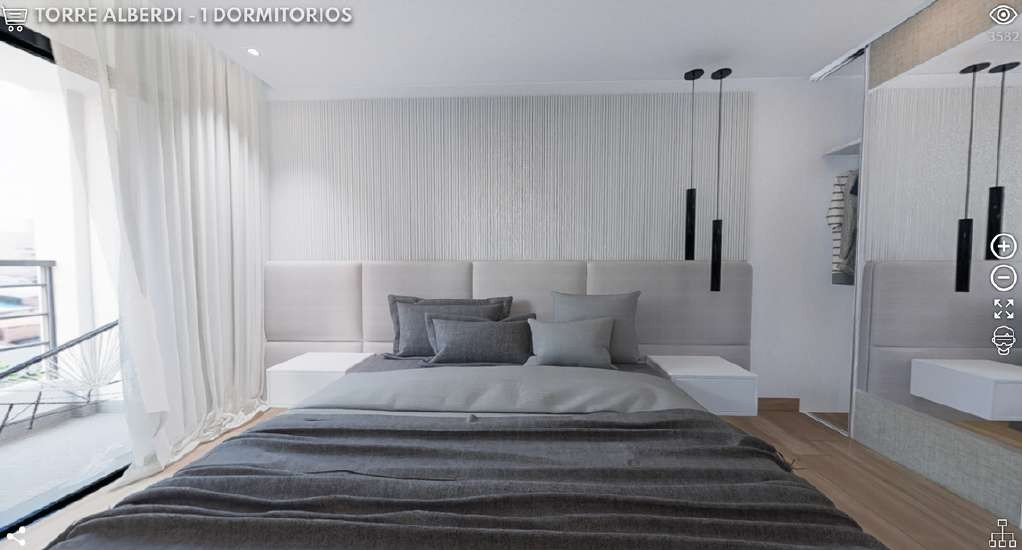 TORRE ALBERDI - 1 DORMITORIOS
3582